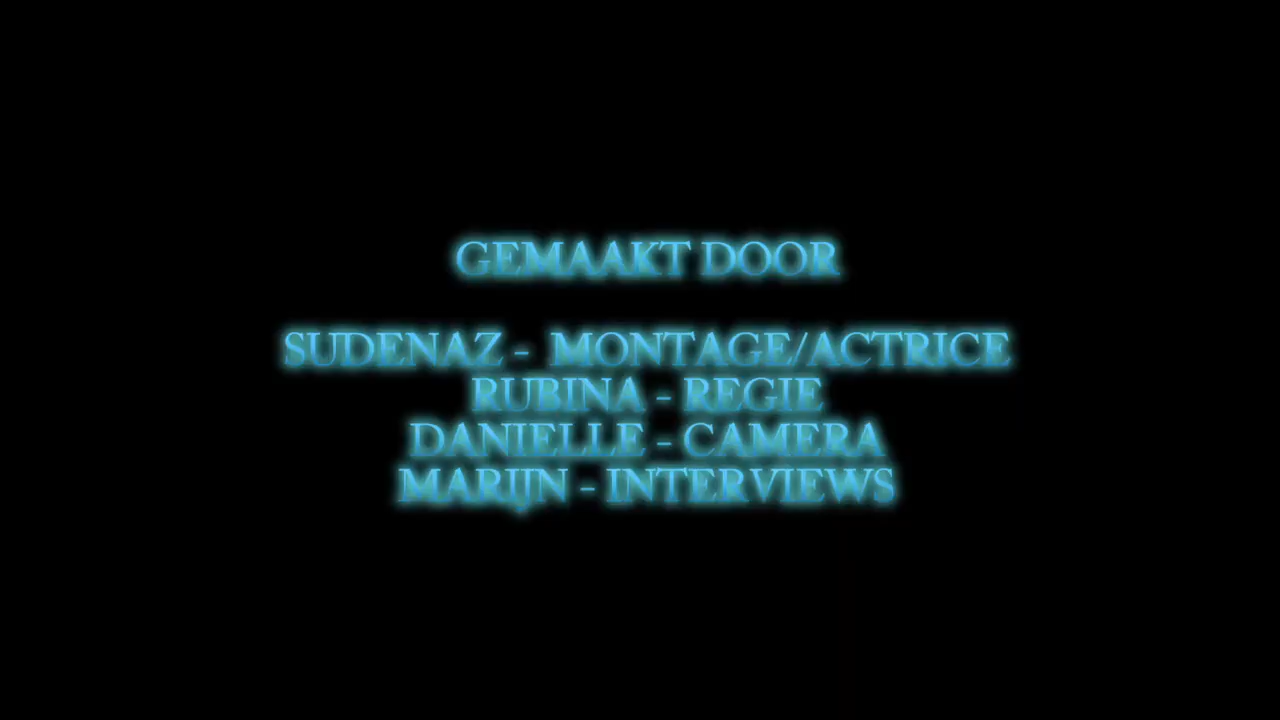 GEMAAKT DOOR
SUDENAZ - MONTAGE/ACTRICE
RUBINA - REGIE
DANIELLE - CAMERA
MARIJN - INTERVIEWS